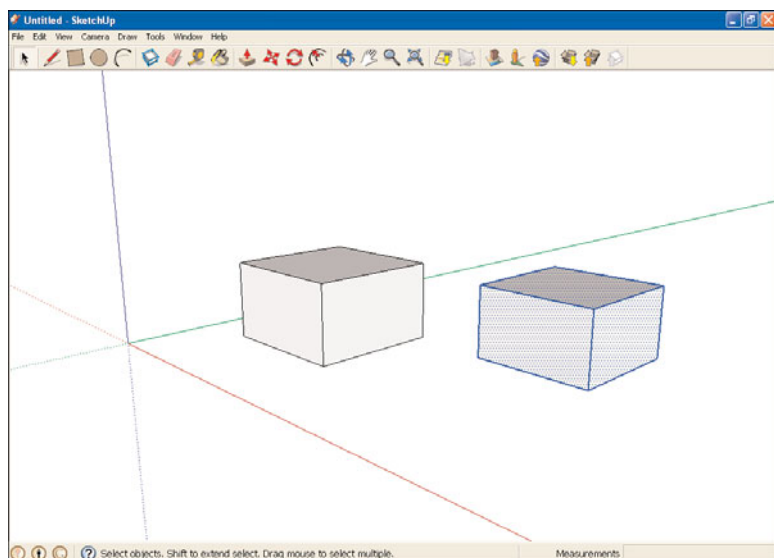 Untitled - SketchUp
File Edit View Camera Draw Tools Window Help
Select objects. Shift to extend select. Drag mouse to select multiple.
Measurements